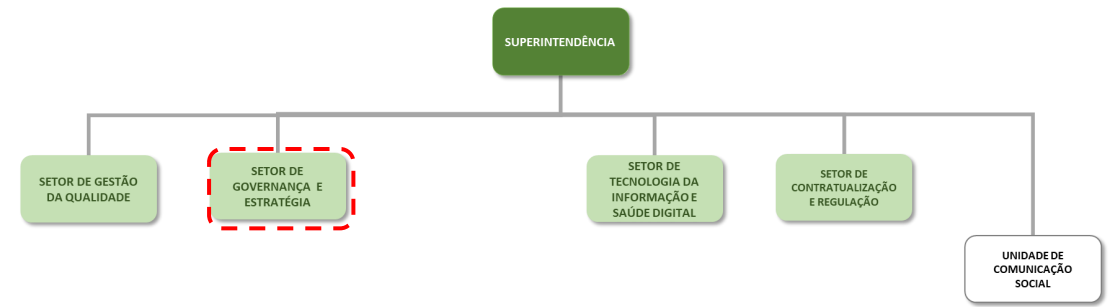 SUPERINTENDÊNCIA
SETOR DE GESTÃO
DA QUALIDADE
SETOR DE
GOVERNANÇA E
ESTRATÉGIA
SETOR DE
TECNOLOGIA DA
INFORMAÇÃO E
SAÚDE DIGITAL
SETOR DE
CONTRATUALIZAÇÃO
E REGULAÇÃO
UNIDADE DE
COMUNICAÇÃO
SOCIAL